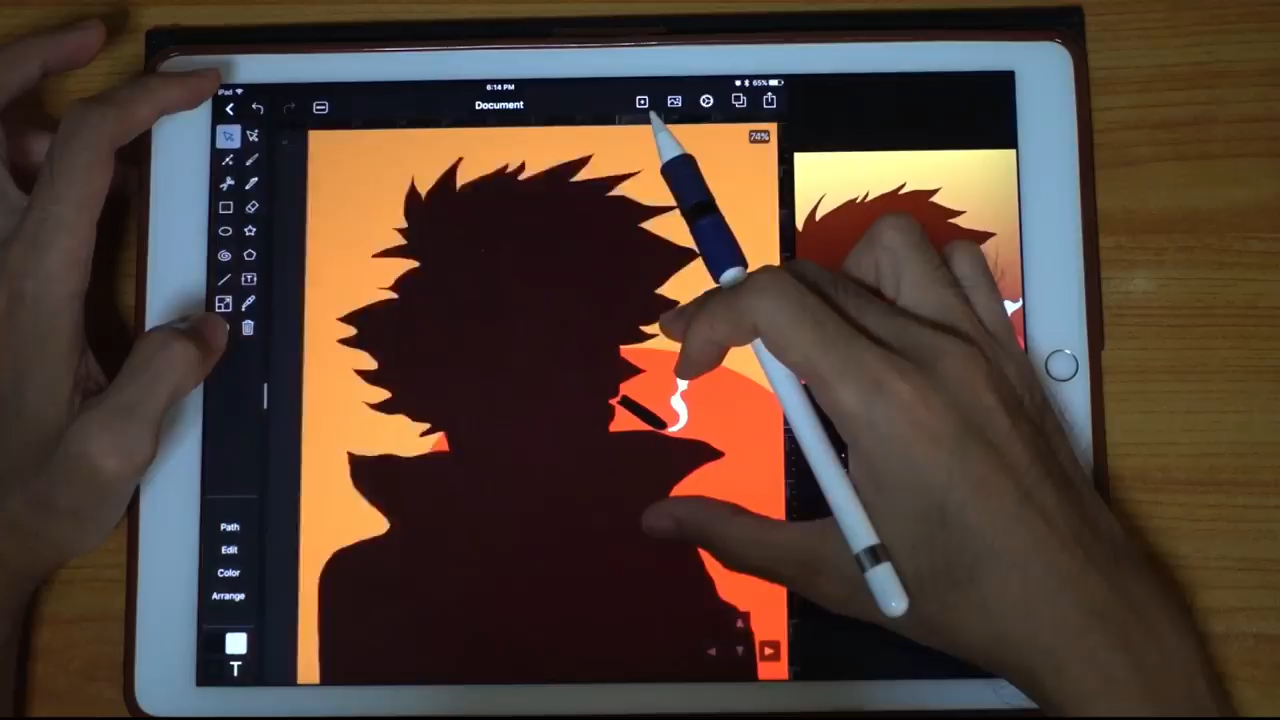 iPad
6:14 PM
65%
Document
74%
T
Path
Edit
Color
Arrange
T